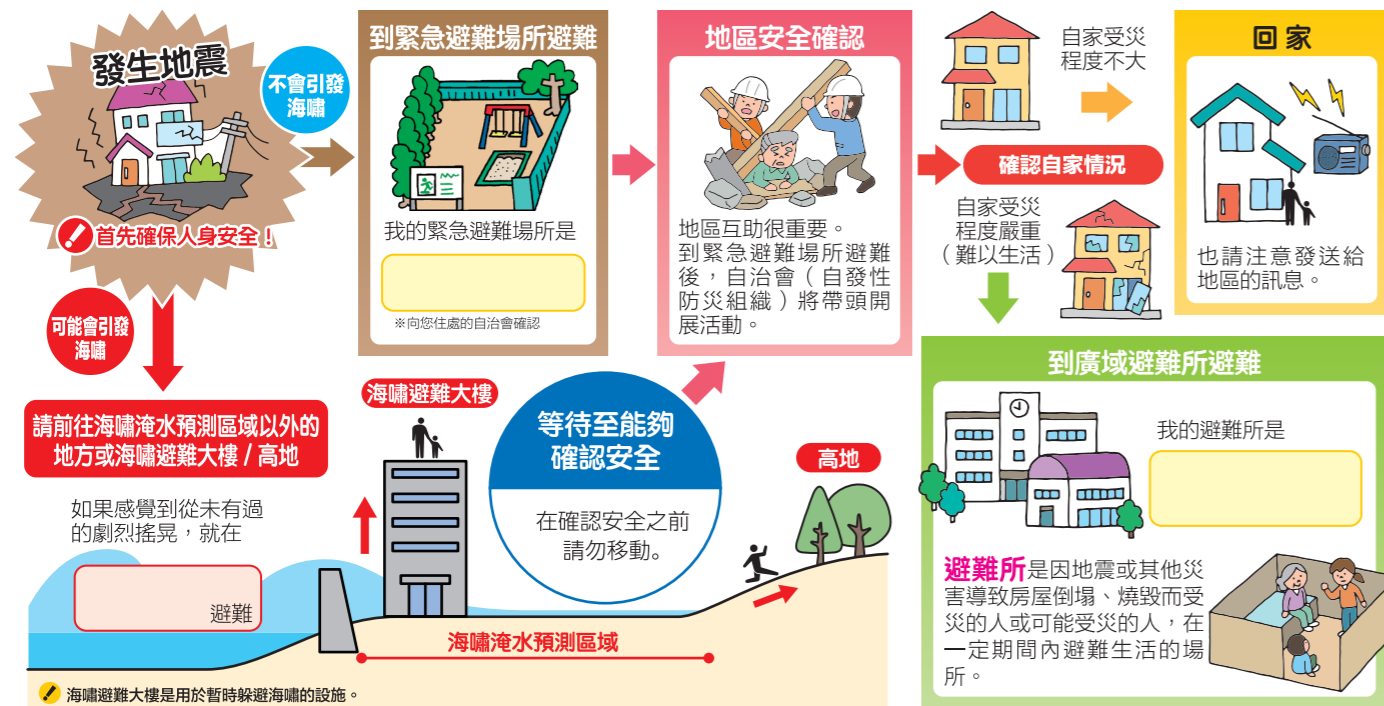 發生地震
首先確保人身安全！
不會引發
海嘯
到緊急避難場所避難
我的緊急避難場所是
※向您住處的自治會確認
地區安全確認
地區互助很重要。
到緊急避難場所避難
後，自治會（自發性
防災組織）將帶頭開
展活動。
自家受災
程度不大
確認自家情況
自家受災
程度嚴重
（難以生活）
回家
也請注意發送給
地區的訊息。
到廣域避難所避難
我的避難所是
避難所是因地震或其他災
害導致房屋倒塌、燒毀而受
災的人或可能受災的人，在
一定期間內避難生活的場
所。
可能會引發
海嘯
請前往海嘯淹水預測區域以外的
地方或海嘯避難大樓 / 高地
如果感覺到從未有過
的劇烈搖晃，就在
避難
海嘯避難大樓
等待至能夠
確認安全
在確認安全之前
請勿移動。
高地
海嘯淹水預測區域
海嘯避難大樓是用於暫時躲避海嘯的設施。